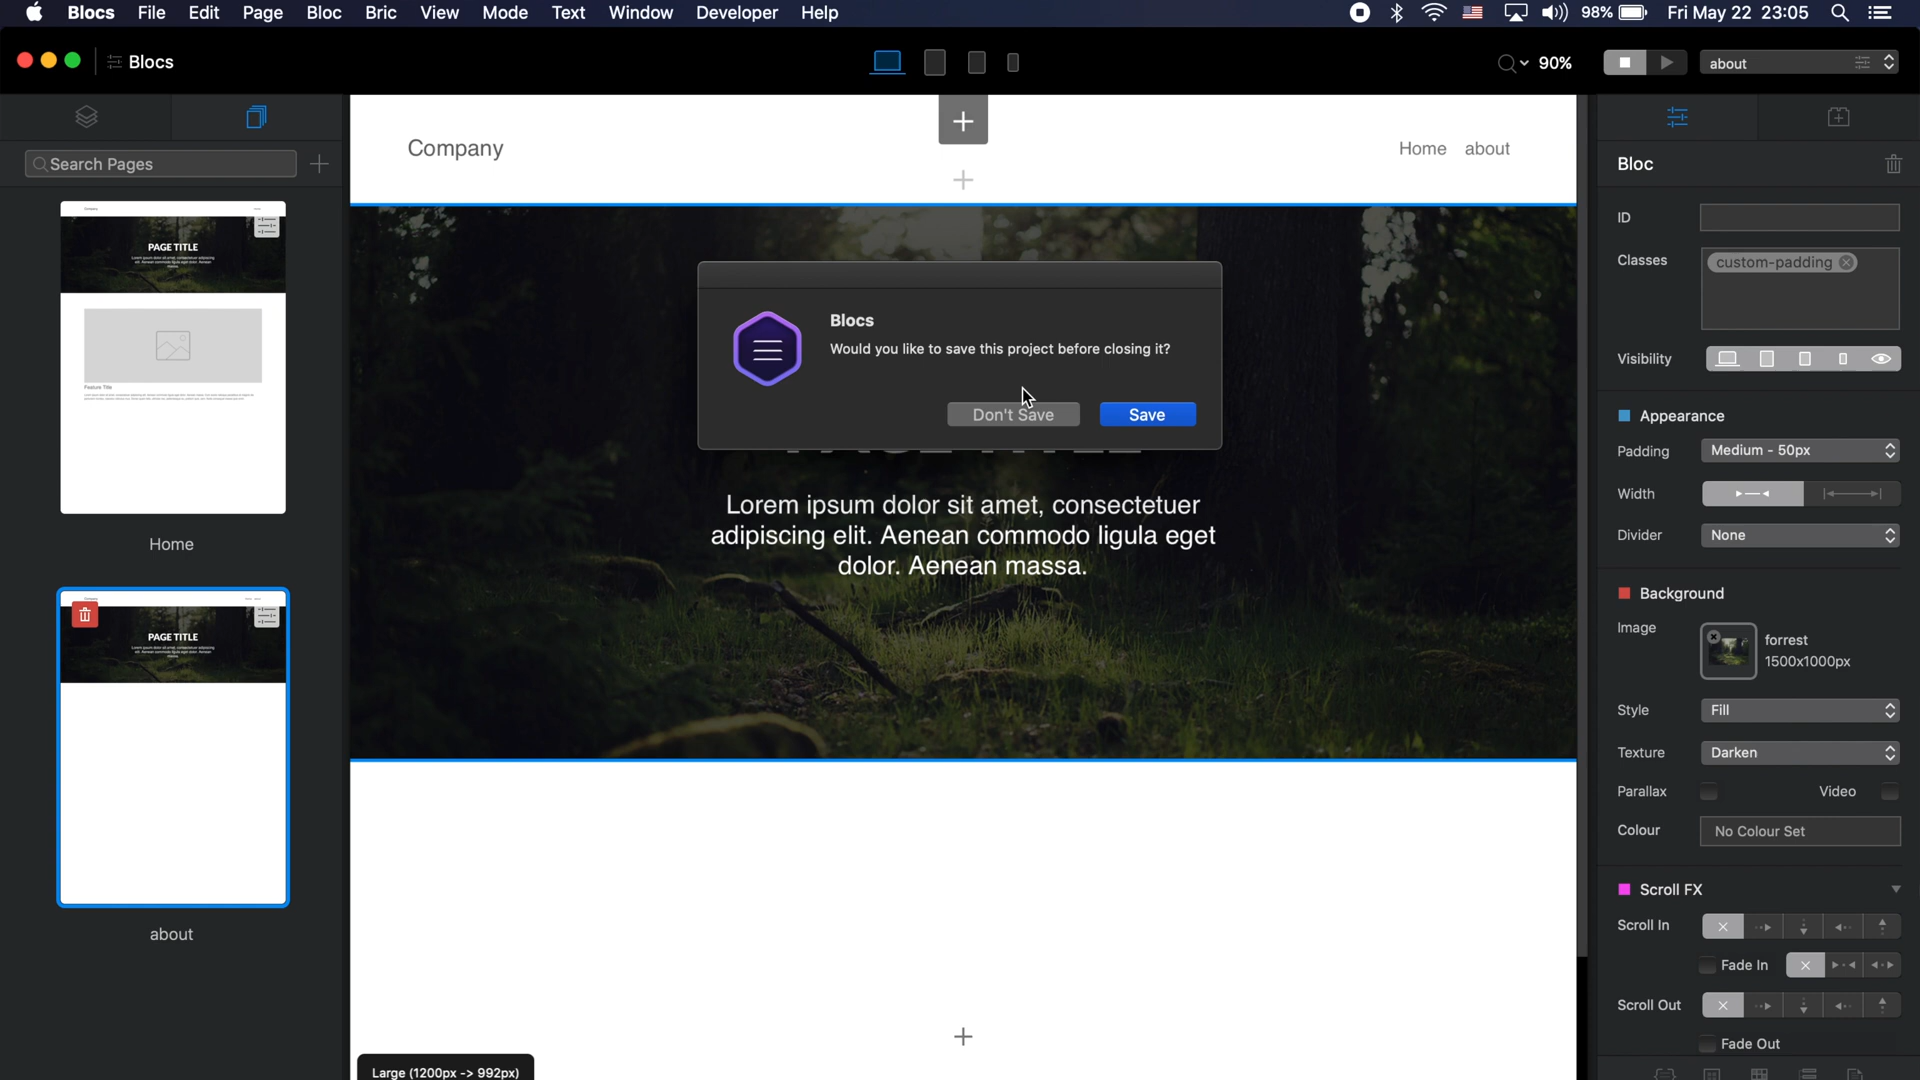 Blocs File Edit Page Bloc Bric View Mode Text Window Developer Help 98% Fri May 22 23:05
Blocs 90% about
Search Pages
PAGE TITLE
Feature Title
Home
PAGE TITLE
about
Company Home about
Blocs
Would you like to save this project before closing it?
Don't Save Save
PAGE TITLE
Lorem ipsum dolor sit amet, consectetuer
adipiscing elit. Aenean commodo ligula eget
dolor. Aenean massa.
Large (1200px -> 992px)
Bloc
ID
Classes custom-padding
Visibility
Appearance
Padding Medium - 50px
Width
Divider None
Background
Image forrest
1500x1000px
Style Fill
Texture Darken
Parallax Video
Colour No Colour Set
Scroll FX
Scroll In
Fade In
Scroll Out
Fade Out